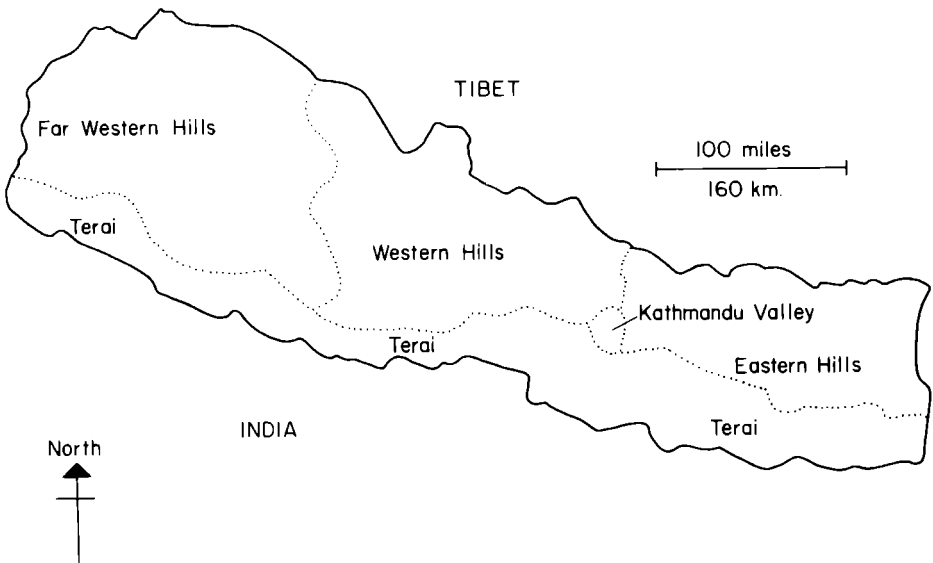 TIBET
Far Western Hills
100 miles
160 km.
Terai
Western Hills
Kathmandu Valley
Terai
Eastern Hills
INDIA
Terai
North